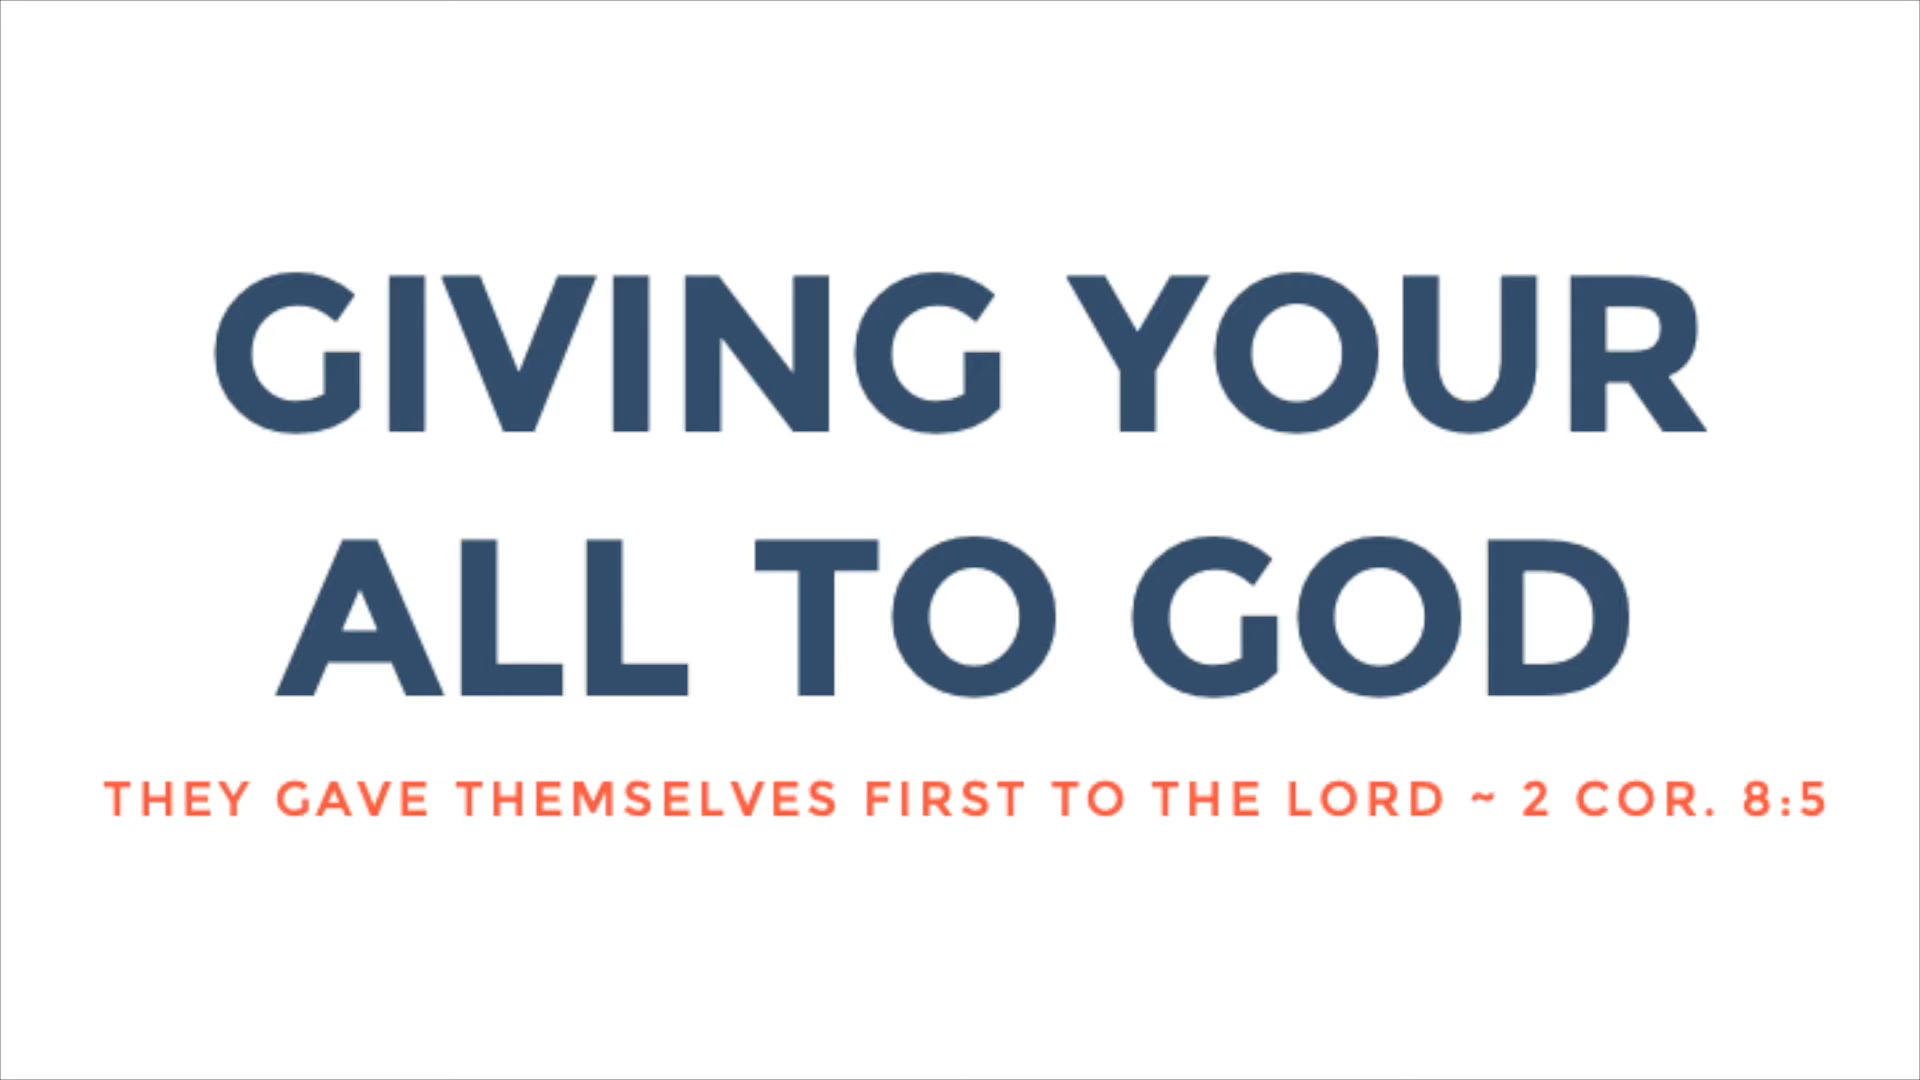 GIVING YOUR
ALL TO GOD
THEY GAVE THEMSELVES FIRST TO THE LORD ~ 2 COR. 8:5